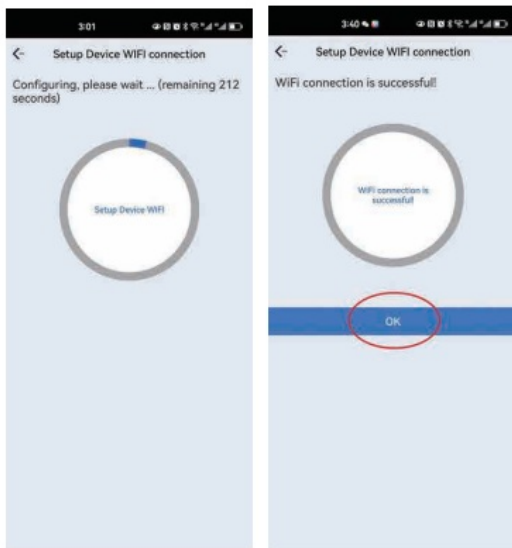 3:01
Setup Device WIFI connection
Configuring, please wait ... (remaining 212
seconds)
Setup Device WIFI
3:40
Setup Device WIFI connection
WiFi connection is successful!
WiFi connection is
successful!
OK